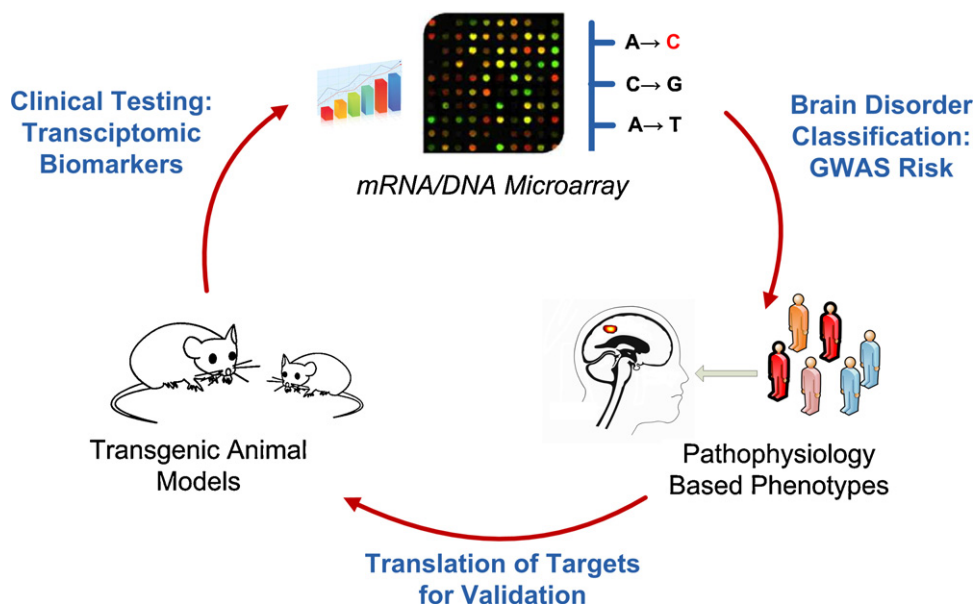 Clinical Testing:
Transciptomic
Biomarkers
A→ C
C→ G
A→ T
mRNA/DNA Microarray
Brain Disorder
Classification:
GWAS Risk
Transgenic Animal
Models
Pathophysiology
Based Phenotypes
Translation of Targets
for Validation